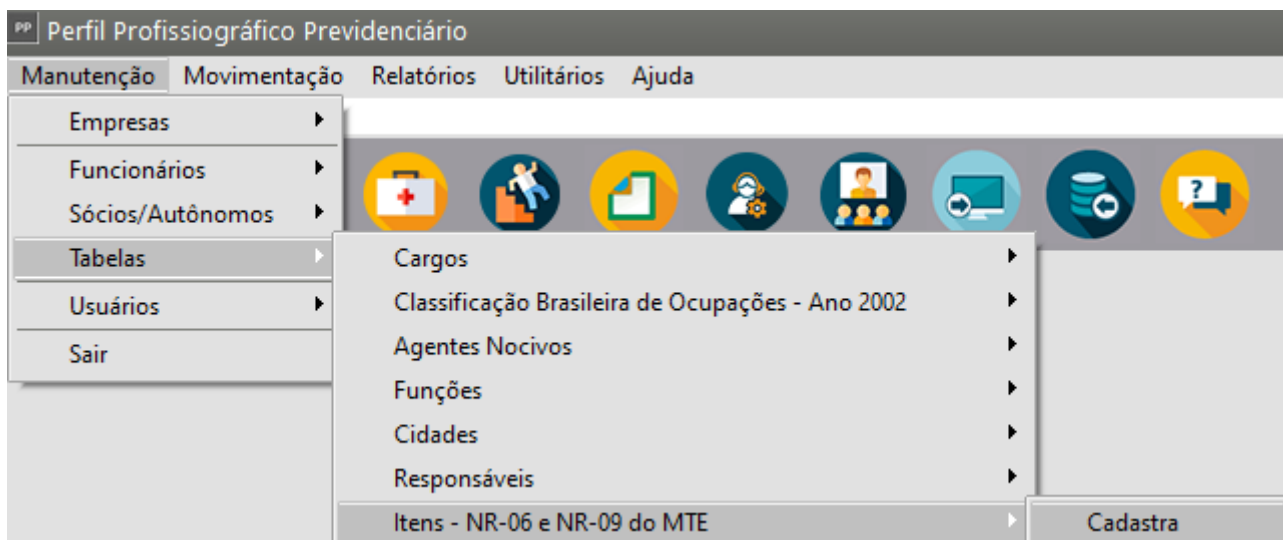 PP Perfil Profissiográfico Previdenciário
Manutenção Movimentação Relatórios Utilitários Ajuda
Empresas
Funcionários
Sócios/Autônomos
Tabelas
Usuários
Sair
?
Cargos
Classificação Brasileira de Ocupações - Ano 2002
Agentes Nocivos
Funções
Cidades
Responsáveis
Itens - NR-06 e NR-09 do MTE
Cadastra